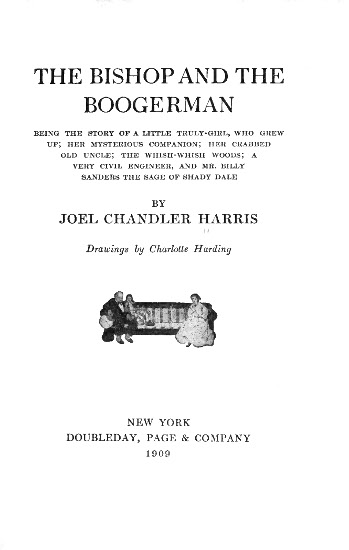 THE BISHOP AND THE
BOOGERMAN
BEING THE STORY OF A LITTLE TRULY-GIRL, WHO GREW
UP; HER MYSTERIOUS COMPANION; HER CRABBED
OLD UNCLE; THE WHISH-WHISH WOODS; A
VERY CIVIL ENGINEER, AND MR. BILLY
SANDERS THE SAGE OF SHADY DALE
BY
JOEL CHANDLER HARRIS
Drawings by Charlotte Harding
NEW YORK
DOUBLEDAY, PAGE & COMPANY
1909